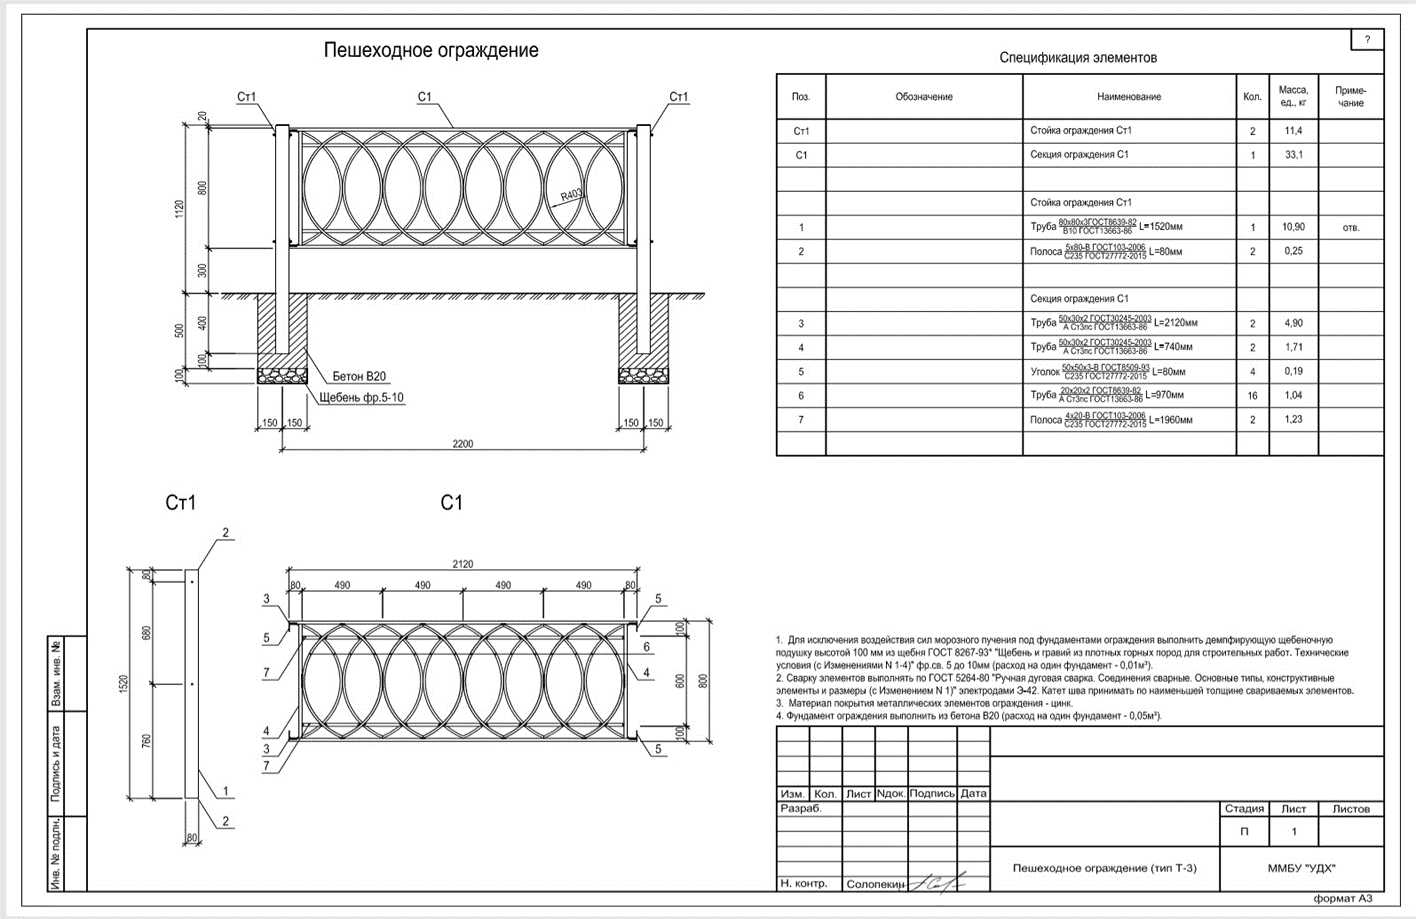 ?
Пешеходное ограждение
Ст1
С1
Ст1
20
800
1120
300
500
400
100
100
R403
Бетон В20
Щебень фр.5-10
150
150
150
150
2200
Спецификация элементов
Поз. Обозначение Наименование Кол. Масса, ед., кг Приме-чание
Ст1 Стойка ограждения Ст1 2 11,4
С1 Секция ограждения С1 1 33,1
Стойка ограждения Ст1
1 Труба 80х80х3ГОСТ8639-82 / В10 ГОСТ13663-86 L=1520мм 1 10,90 отв.
2 Полоса 5х80-В ГОСТ103-2006 / С235 ГОСТ27772-2015 L=80мм 2 0,25
Секция ограждения С1
3 Труба 50х30х2 ГОСТ30245-2003 / А Ст3пс ГОСТ13663-86 L=2120мм 2 4,90
4 Труба 50х30х2 ГОСТ30245-2003 / А Ст3пс ГОСТ13663-86 L=740мм 2 1,71
5 Уголок 50х50х3-В ГОСТ8509-93 / С235 ГОСТ27772-2015 L=80мм 4 0,19
6 Труба 20х20х2 ГОСТ8639-82 / А Ст3пс ГОСТ13663-86 L=970мм 16 1,04
7 Полоса 4х20-В ГОСТ103-2006 / С235 ГОСТ27772-2015 L=1960мм 2 1,23
Ст1
2
80
680
1520
760
1
2
80
С1
2120
80 490 490 490 490 80
3
5
7
4
3
7
5
6
4
5
100
600
800
100
1. Для исключения воздействия сил морозного пучения под фундаментами ограждения выполнить демпфирующую щебеночную
подушку высотой 100 мм из щебня ГОСТ 8267-93* "Щебень и гравий из плотных горных пород для строительных работ. Технические
условия (с Изменениями N 1-4)" фр.св. 5 до 10мм (расход на один фундамент - 0,01м³).
2. Сварку элементов выполнять по ГОСТ 5264-80 "Ручная дуговая сварка. Соединения сварные. Основные типы, конструктивные
элементы и размеры (с Изменением N 1)" электродами Э-42. Катет шва принимать по наименьшей толщине свариваемых элементов.
3. Материал покрытия металлических элементов ограждения - цинк.
4. Фундамент ограждения выполнить из бетона В20 (расход на один фундамент - 0,05м³).
Изм. Кол. Лист Nдок. Подпись Дата
Разраб.
Н. контр. Солопекин
Стадия Лист Листов
П 1
Пешеходное ограждение (тип Т-3)
ММБУ "УДХ"
формат А3
Взам. инв. №
Подпись и дата
Инв. № подлн.